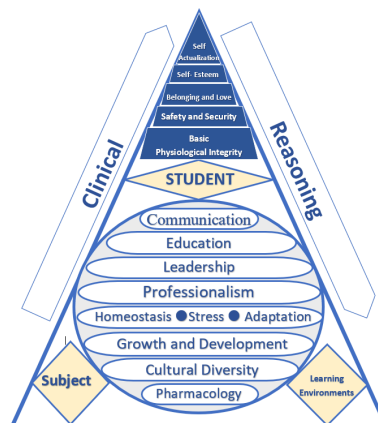 Self
Actualization
Self- Esteem
Belonging and Love
Safety and Security
Basic
Physiological Integrity
Clinical
Reasoning
STUDENT
Communication
Education
Leadership
Professionalism
Homeostasis ● Stress ● Adaptation
Growth and Development
Cultural Diversity
Pharmacology
Subject
Learning
Environments